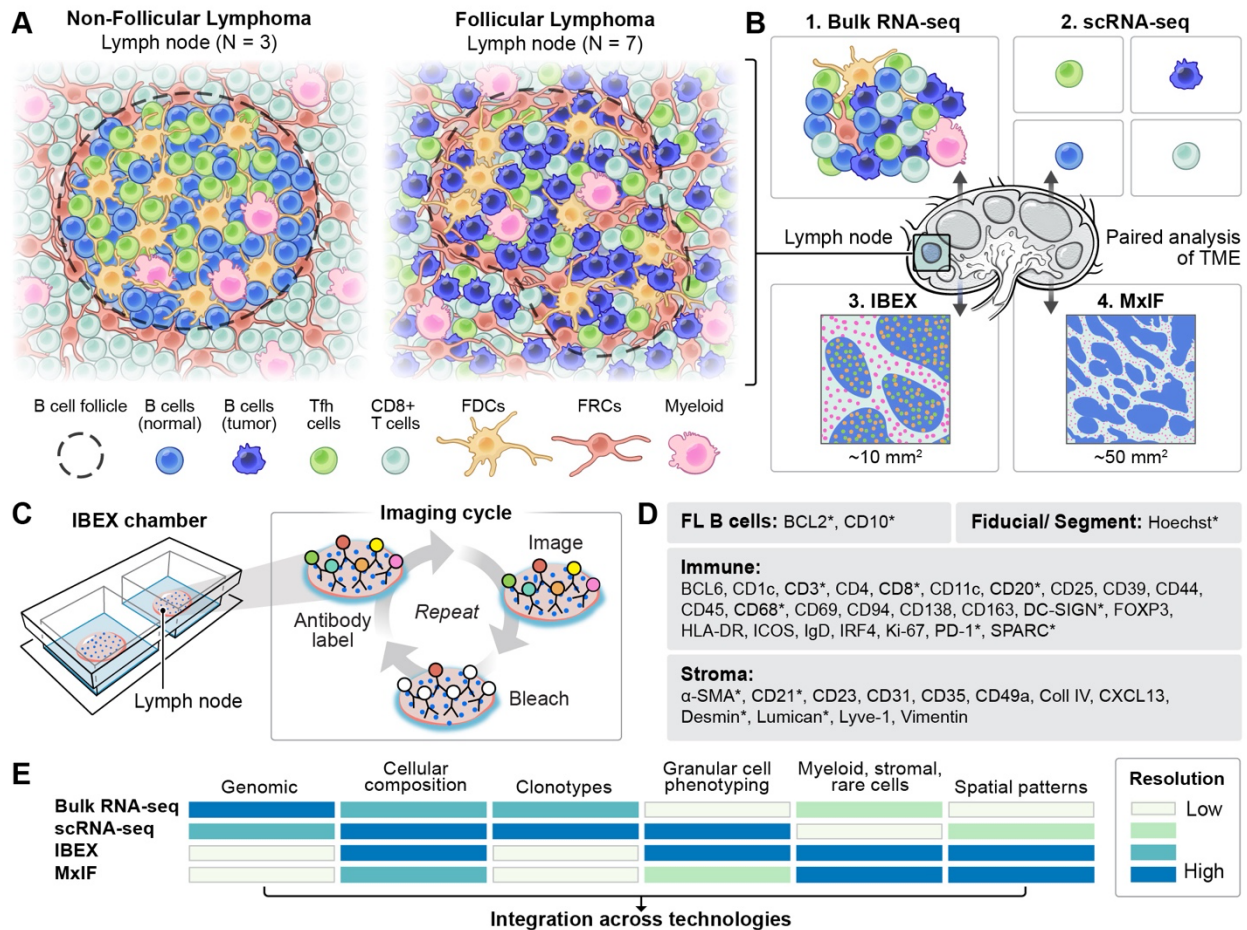 A
Non-Follicular Lymphoma
Lymph node (N = 3)
Follicular Lymphoma
Lymph node (N = 7)
B cell follicle
B cells
(normal)
B cells
(tumor)
Tfh
cells
CD8+
T cells
FDCs
FRCs
Myeloid
B
1. Bulk RNA-seq
2. scRNA-seq
Lymph node
Paired analysis
of TME
3. IBEX
~10 mm²
4. MxIF
~50 mm²
C
IBEX chamber
Lymph node
Imaging cycle
Antibody
label
Image
Repeat
Bleach
D
FL B cells: BCL2*, CD10*
Fiducial/ Segment: Hoechst*
Immune:
BCL6, CD1c, CD3*, CD4, CD8*, CD11c, CD20*, CD25, CD39, CD44,
CD45, CD68*, CD69, CD94, CD138, CD163, DC-SIGN*, FOXP3,
HLA-DR, ICOS, IgD, IRF4, Ki-67, PD-1*, SPARC*
Stroma:
α-SMA*, CD21*, CD23, CD31, CD35, CD49a, Coll IV, CXCL13,
Desmin*, Lumican*, Lyve-1, Vimentin
E
Genomic
Cellular
composition
Clonotypes
Granular cell
phenotyping
Myeloid, stromal,
rare cells
Spatial patterns
Bulk RNA-seq
scRNA-seq
IBEX
MxIF
Integration across technologies
Resolution
Low
High